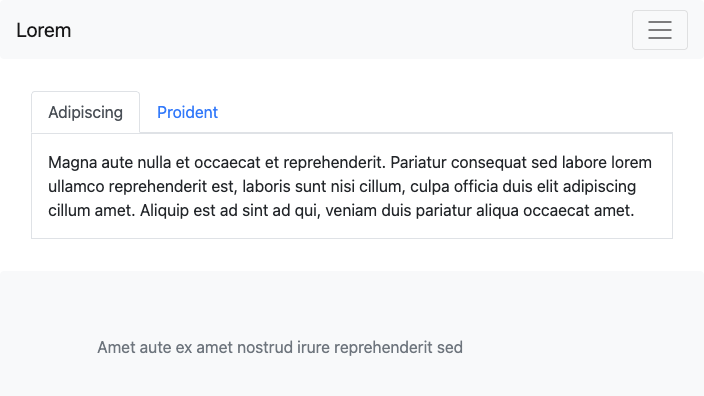 Lorem
Adipiscing
Proident
Magna aute nulla et occaecat et reprehenderit. Pariatur consequat sed labore lorem
ullamco reprehenderit est, laboris sunt nisi cillum, culpa officia duis elit adipiscing
cillum amet. Aliquip est ad sint ad qui, veniam duis pariatur aliqua occaecat amet.
Amet aute ex amet nostrud irure reprehenderit sed